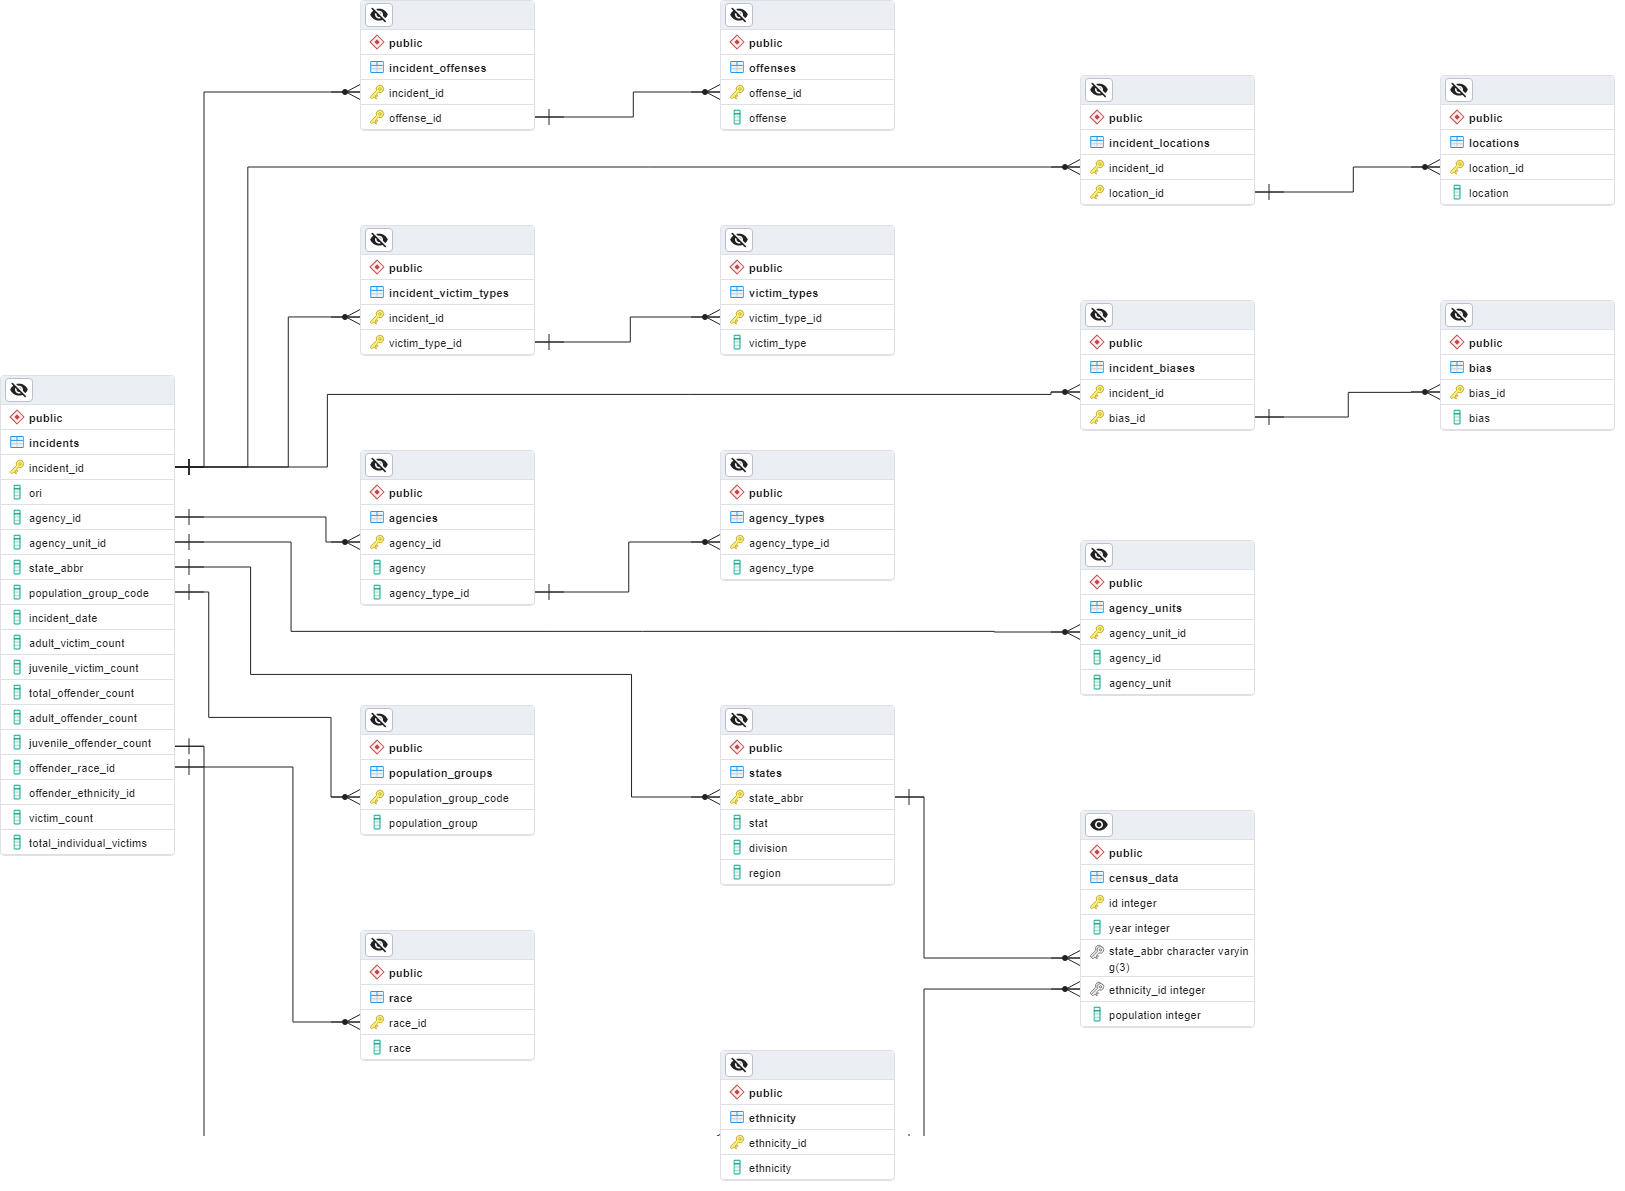 public
incident_offenses
incident_id
offense_id
public
offenses
offense_id
offense
public
incident_locations
incident_id
location_id
public
locations
location_id
location
public
incident_victim_types
incident_id
victim_type_id
public
victim_types
victim_type_id
victim_type
public
incident_biases
incident_id
bias_id
public
bias
bias_id
bias
public
incidents
incident_id
ori
agency_id
agency_unit_id
state_abbr
population_group_code
incident_date
adult_victim_count
juvenile_victim_count
total_offender_count
adult_offender_count
juvenile_offender_count
offender_race_id
offender_ethnicity_id
victim_count
total_individual_victims
public
agencies
agency_id
agency
agency_type_id
public
agency_types
agency_type_id
agency_type
public
agency_units
agency_unit_id
agency_id
agency_unit
public
population_groups
population_group_code
population_group
public
states
state_abbr
stat
division
region
public
census_data
id integer
year integer
state_abbr character varyin
g(3)
ethnicity_id integer
population integer
public
race
race_id
race
public
ethnicity
ethnicity_id
ethnicity